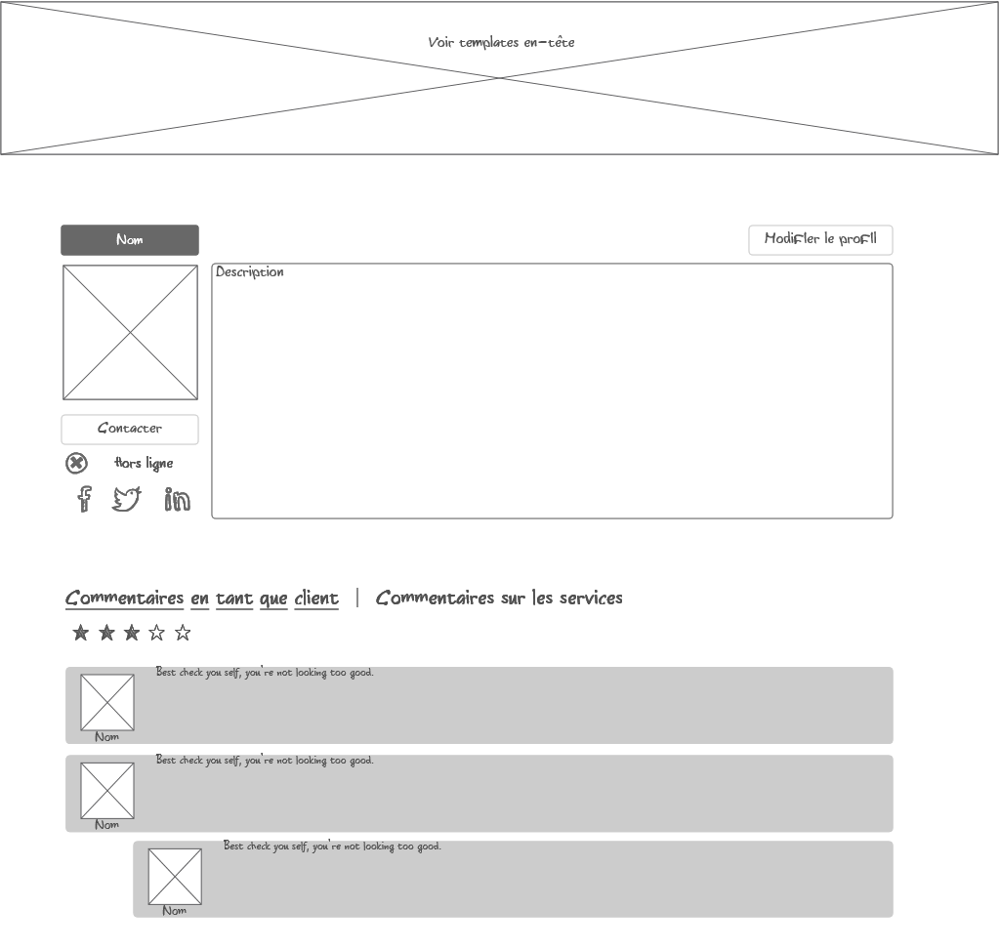 Voir templates en-tête
Nom
Modifier le profil
Description
Contacter
Hors ligne
Commentaires en tant que client | Commentaires sur les services
Best check you self, you're not looking too good.
Nom
Best check you self, you're not looking too good.
Nom
Best check you self, you're not looking too good.
Nom